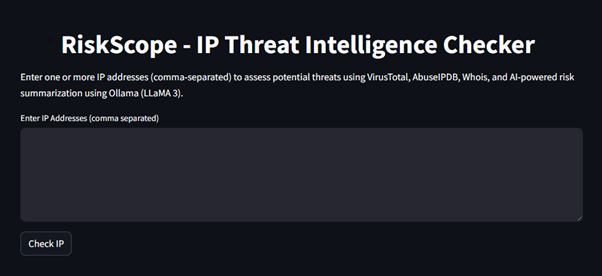 RiskScope - IP Threat Intelligence Checker
Enter one or more IP addresses (comma-separated) to assess potential threats using VirusTotal, AbuseIPDB, Whois, and AI-powered risk
summarization using Ollama (LLaMA 3).
Enter IP Addresses (comma separated)
Check IP